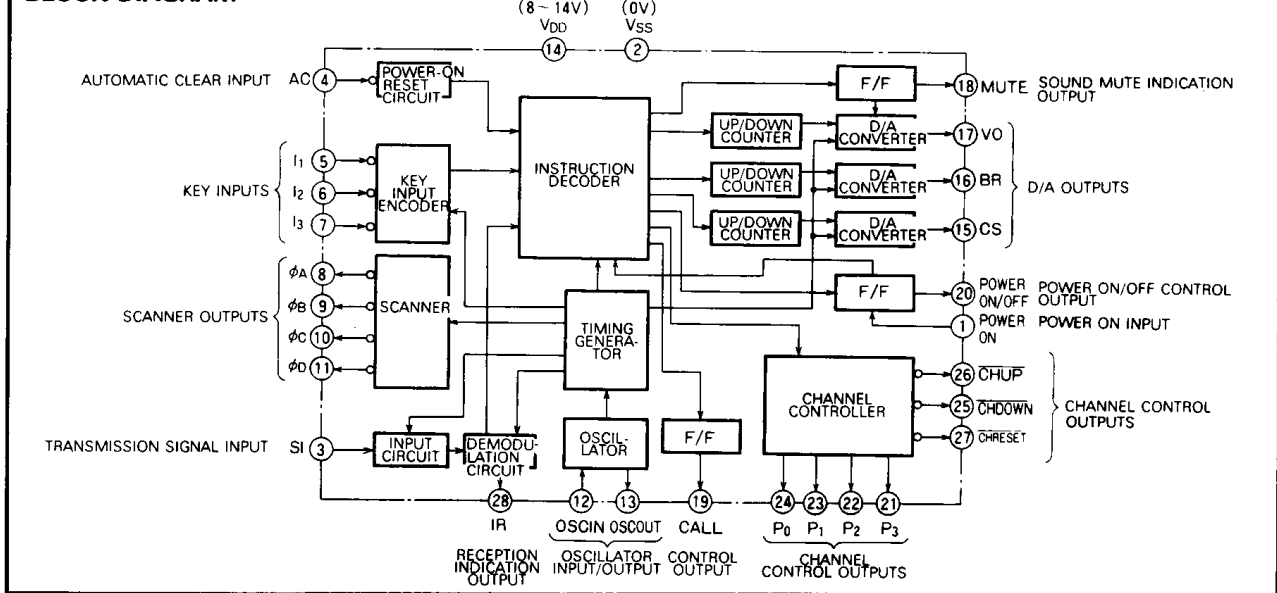 BLOCK DIAGRAM
(8~14V) (0V)
VDD VSS
14 2
AUTOMATIC CLEAR INPUT AC 4
POWER-ON
RESET
CIRCUIT
F/F
18 MUTE SOUND MUTE INDICATION
OUTPUT
UP/DOWN
COUNTER
D/A
CONVERTER
17 VO
KEY INPUTS
I1 5
I2 6
I3 7
KEY
INPUT
ENCODER
INSTRUCTION
DECODER
UP/DOWN
COUNTER
D/A
CONVERTER
16 BR
D/A OUTPUTS
UP/DOWN
COUNTER
D/A
CONVERTER
15 CS
SCANNER OUTPUTS
ϕA 8
ϕB 9
ϕC 10
ϕD 11
SCANNER
TIMING
GENERA-
TOR
F/F
20 POWER ON/OFF POWER ON/OFF CONTROL
OUTPUT
1 POWER ON POWER ON INPUT
CHANNEL
CONTROLLER
26 CHUP
25 CHDOWN
27 CHRESET
CHANNEL CONTROL
OUTPUTS
TRANSMISSION SIGNAL INPUT SI 3
INPUT
CIRCUIT
DEMODU-
LATION
CIRCUIT
OSCIL-
LATOR
F/F
28 12 13 19 24 23 22 21
IR OSCIN OSCOUT CALL P0 P1 P2 P3
RECEPTION
INDICATION
OUTPUT
OSCILLATOR
INPUT/OUTPUT
CONTROL
OUTPUT
CHANNEL
CONTROL OUTPUTS